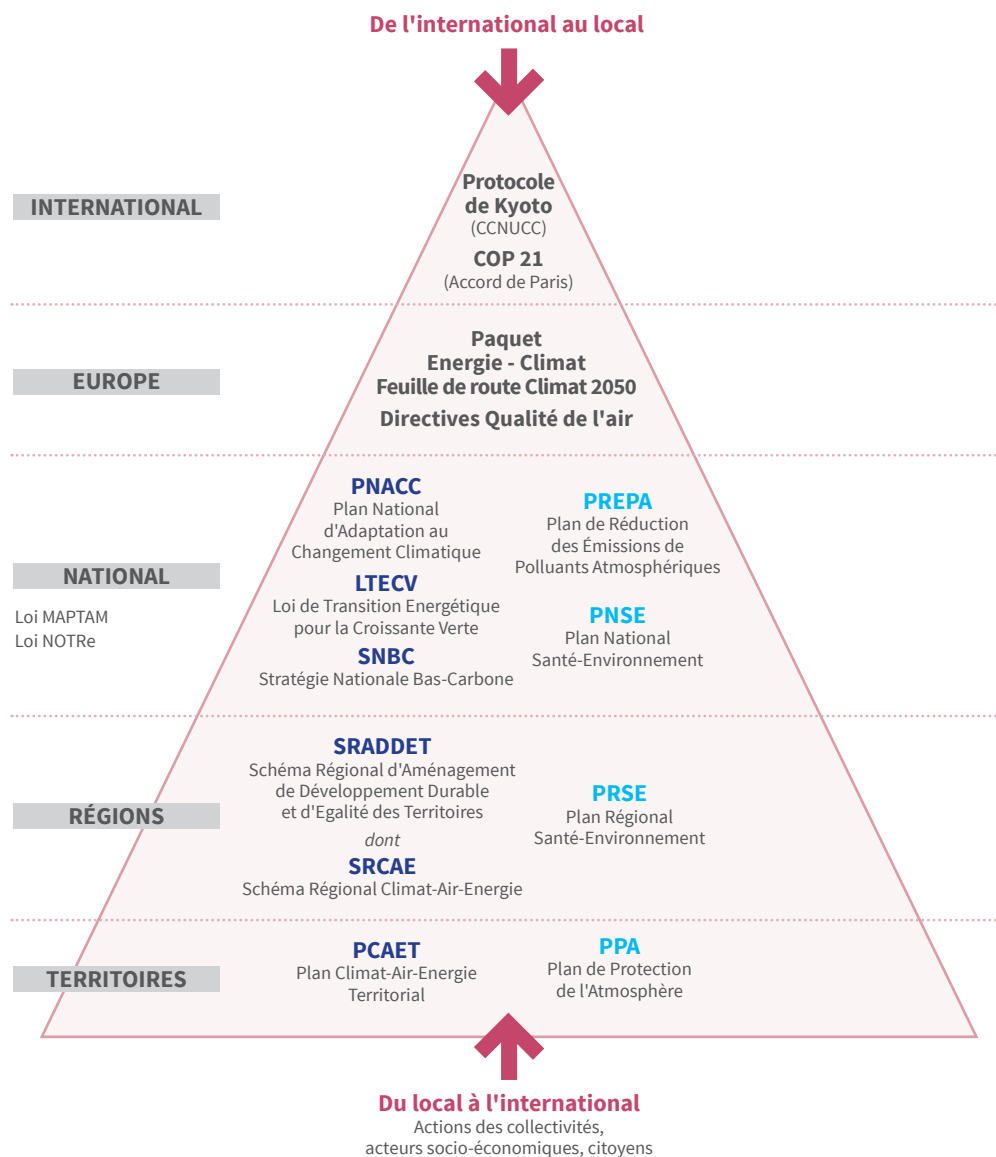 De l'international au local
INTERNATIONAL
Protocole
de Kyoto
(CCNUCC)
COP 21
(Accord de Paris)
EUROPE
Paquet
Energie - Climat
Feuille de route Climat 2050
Directives Qualité de l'air
NATIONAL
Loi MAPTAM
Loi NOTRe
PNACC
Plan National
d'Adaptation au
Changement Climatique
LTECV
Loi de Transition Energétique
pour la Croissante Verte
SNBC
Stratégie Nationale Bas-Carbone
PREPA
Plan de Réduction
des Émissions de
Polluants Atmosphériques
PNSE
Plan National
Santé-Environnement
RÉGIONS
SRADDET
Schéma Régional d'Aménagement
de Développement Durable
et d'Egalité des Territoires
dont
SRCAE
Schéma Régional Climat-Air-Energie
PRSE
Plan Régional
Santé-Environnement
TERRITOIRES
PCAET
Plan Climat-Air-Energie
Territorial
PPA
Plan de Protection
de l'Atmosphère
Du local à l'international
Actions des collectivités,
acteurs socio-économiques, citoyens